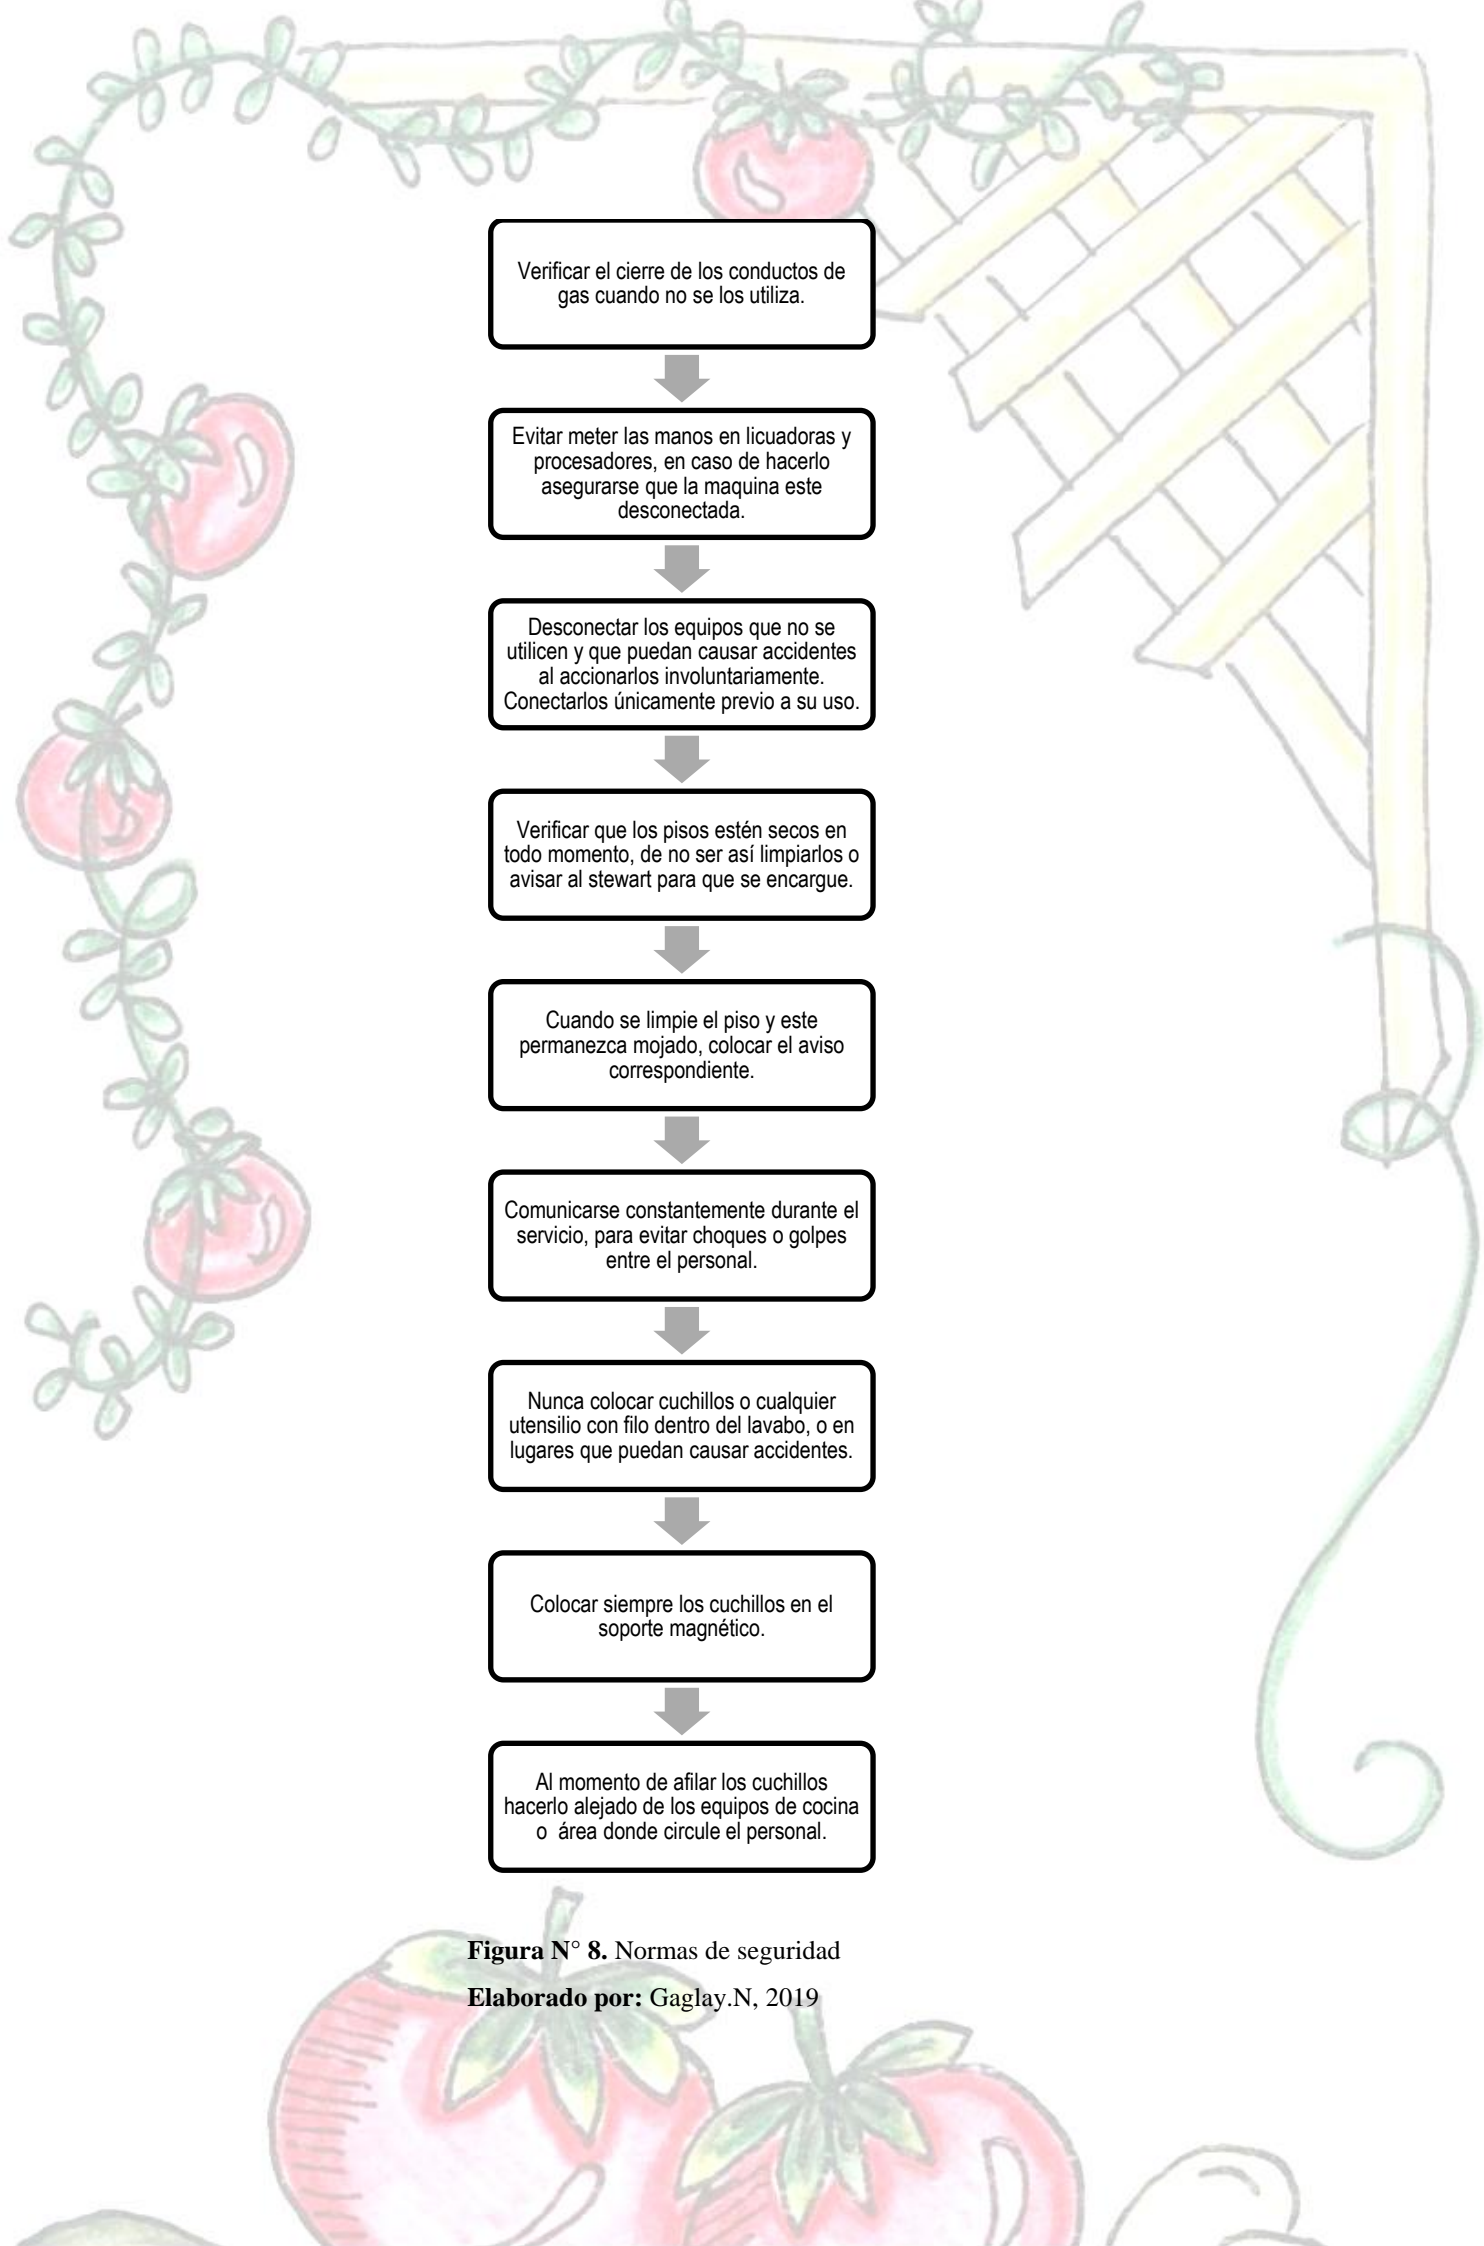 Verificar el cierre de los conductos de
gas cuando no se los utiliza.
Evitar meter las manos en licuadoras y
procesadores, en caso de hacerlo
asegurarse que la maquina este
desconectada.
Desconectar los equipos que no se
utilicen y que puedan causar accidentes
al accionarlos involuntariamente.
Conectarlos únicamente previo a su uso.
Verificar que los pisos estén secos en
todo momento, de no ser así limpiarlos o
avisar al stewart para que se encargue.
Cuando se limpie el piso y este
permanezca mojado, colocar el aviso
correspondiente.
Comunicarse constantemente durante el
servicio, para evitar choques o golpes
entre el personal.
Nunca colocar cuchillos o cualquier
utensilio con filo dentro del lavabo, o en
lugares que puedan causar accidentes.
Colocar siempre los cuchillos en el
soporte magnético.
Al momento de afilar los cuchillos
hacerlo alejado de los equipos de cocina
o  área donde circule el personal.
Figura N° 8. Normas de seguridad
Elaborado por: Gaglay.N, 2019